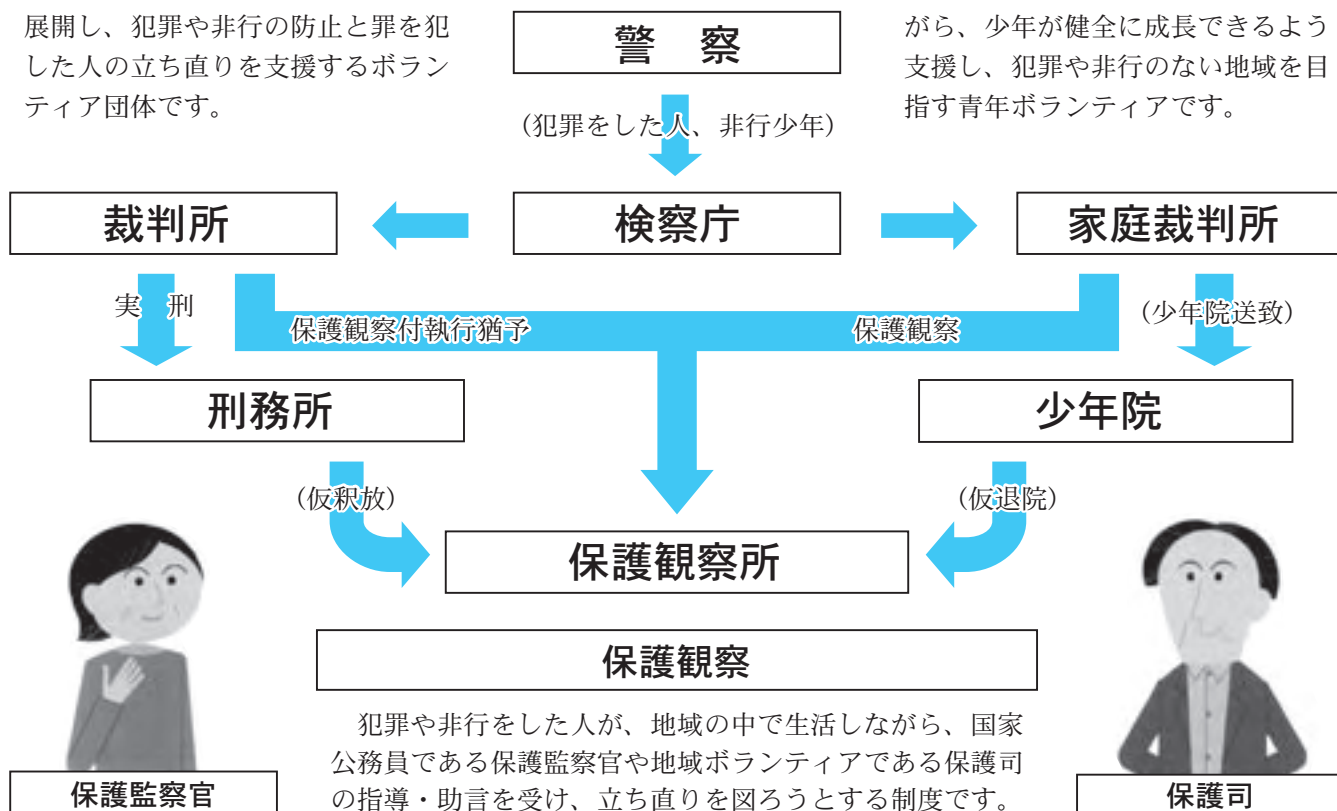 展開し、犯罪や非行の防止と罪を犯
した人の立ち直りを支援するボラン
ティア団体です。
警　察
がら、少年が健全に成長できるよう
支援し、犯罪や非行のない地域を目
指す青年ボランティアです。
（犯罪をした人、非行少年）
裁判所
検察庁
家庭裁判所
実　刑
保護観察付執行猶予
保護観察
（少年院送致）
刑務所
少年院
（仮釈放）
（仮退院）
保護観察所
保護観察
　犯罪や非行をした人が、地域の中で生活しながら、国家
公務員である保護監察官や地域ボランティアである保護司
の指導・助言を受け、立ち直りを図ろうとする制度です。
保護監察官
保護司